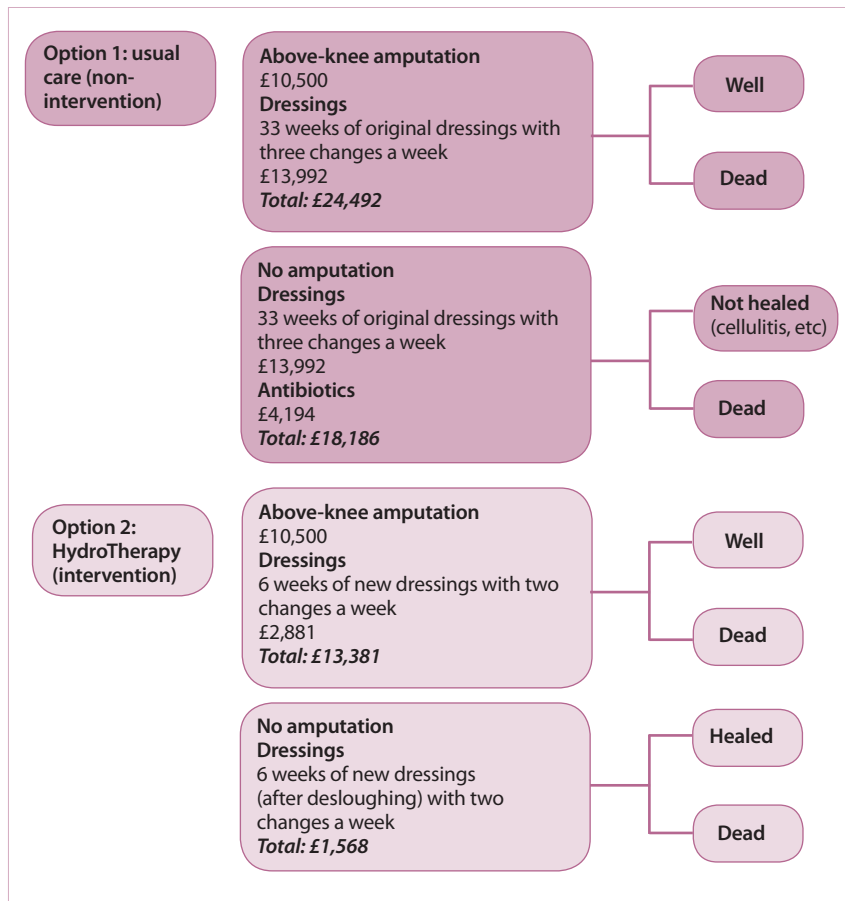 Option 1: usual
care (non-
intervention)
Above-knee amputation
£10,500
Dressings
33 weeks of original dressings with
three changes a week
£13,992
Total: £24,492
Well
Dead
No amputation
Dressings
33 weeks of original dressings with
three changes a week
£13,992
Antibiotics
£4,194
Total: £18,186
Not healed
(cellulitis, etc)
Dead
Option 2:
HydroTherapy
(intervention)
Above-knee amputation
£10,500
Dressings
6 weeks of new dressings with two
changes a week
£2,881
Total: £13,381
Well
Dead
No amputation
Dressings
6 weeks of new dressings
(after desloughing) with two
changes a week
Total: £1,568
Healed
Dead